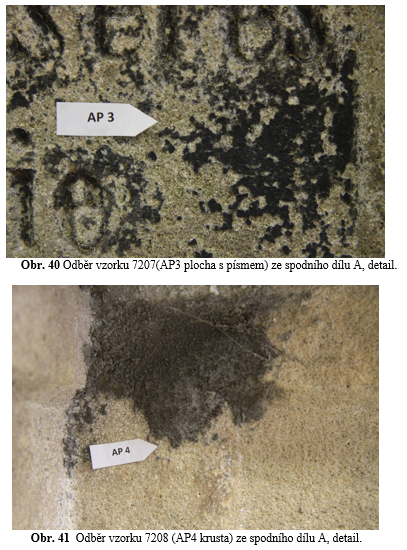 AP 3
Obr. 40 Odběr vzorku 7207(AP3 plocha s písmem) ze spodního dílu A, detail.
AP 4
Obr. 41 Odběr vzorku 7208 (AP4 krusta) ze spodního dílu A, detail.